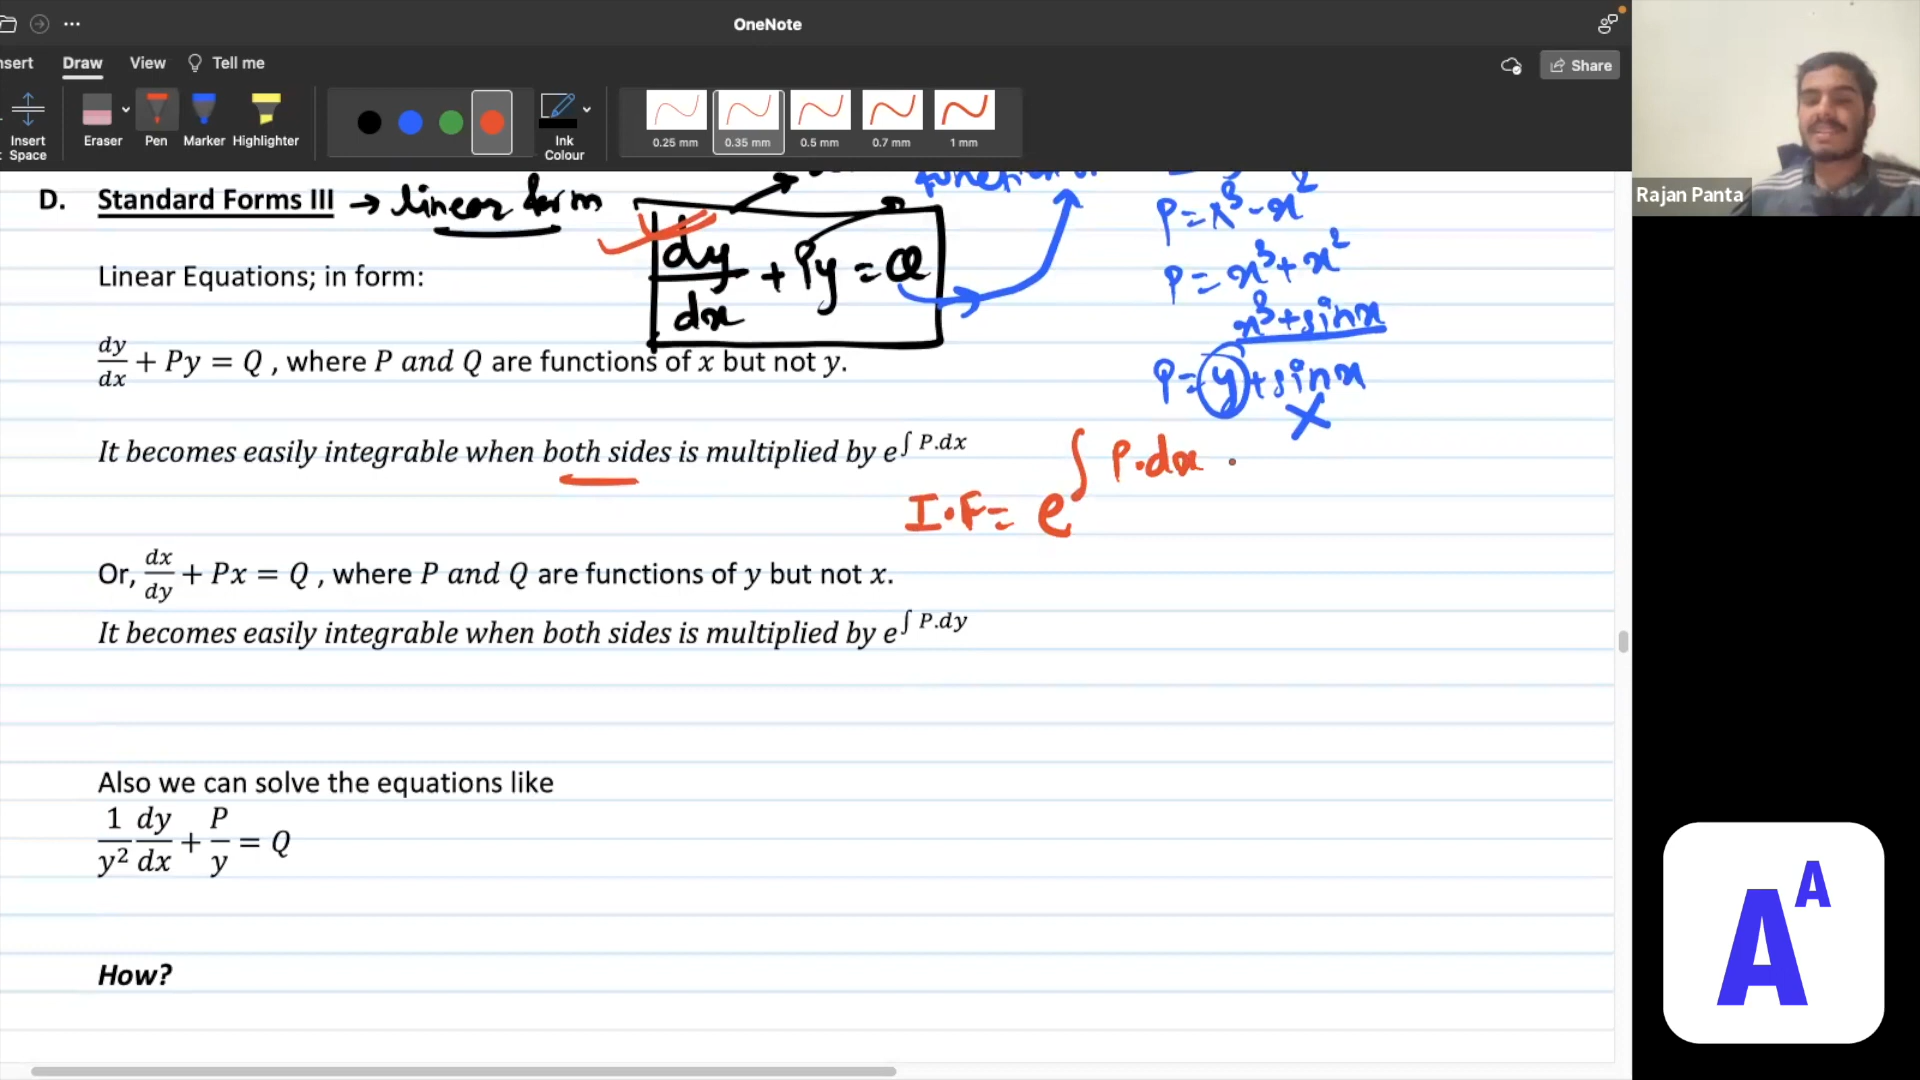 OneNote
nsert Draw View Tell me
Share
Insert Space
Eraser
Pen
Marker
Highlighter
Ink Colour
0.25 mm
0.35 mm
0.5 mm
0.7 mm
1 mm
Rajan Panta
D. Standard Forms III → linear form
Linear Equations; in form:
dy/dx + Py = Q
P = x³ - x²
P = x³ + x²
x³ + sinx
P = y + sinx
X
dy/dx + Py = Q , where P and Q are functions of x but not y.
It becomes easily integrable when both sides is multiplied by e^∫ P.dx
I.F = e^∫ P.dx
Or, dx/dy + Px = Q , where P and Q are functions of y but not x.
It becomes easily integrable when both sides is multiplied by e^∫ P.dy
Also we can solve the equations like
1/y² dy/dx + P/y = Q
How?
A^A